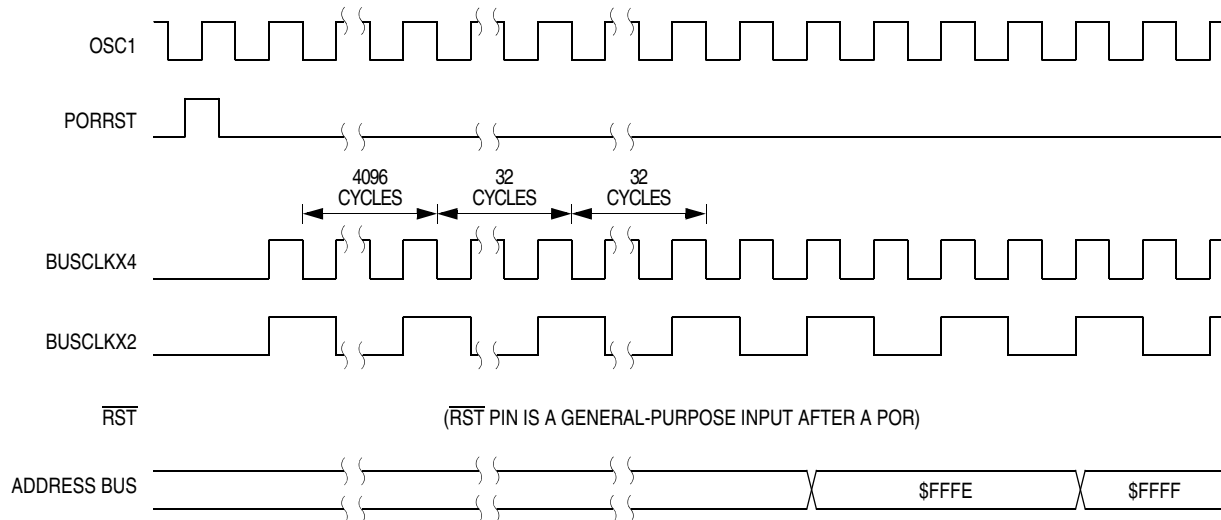 OSC1
PORRST
4096
CYCLES
32
CYCLES
32
CYCLES
BUSCLKX4
BUSCLKX2
RST
(RST PIN IS A GENERAL-PURPOSE INPUT AFTER A POR)
ADDRESS BUS
$FFFE
$FFFF